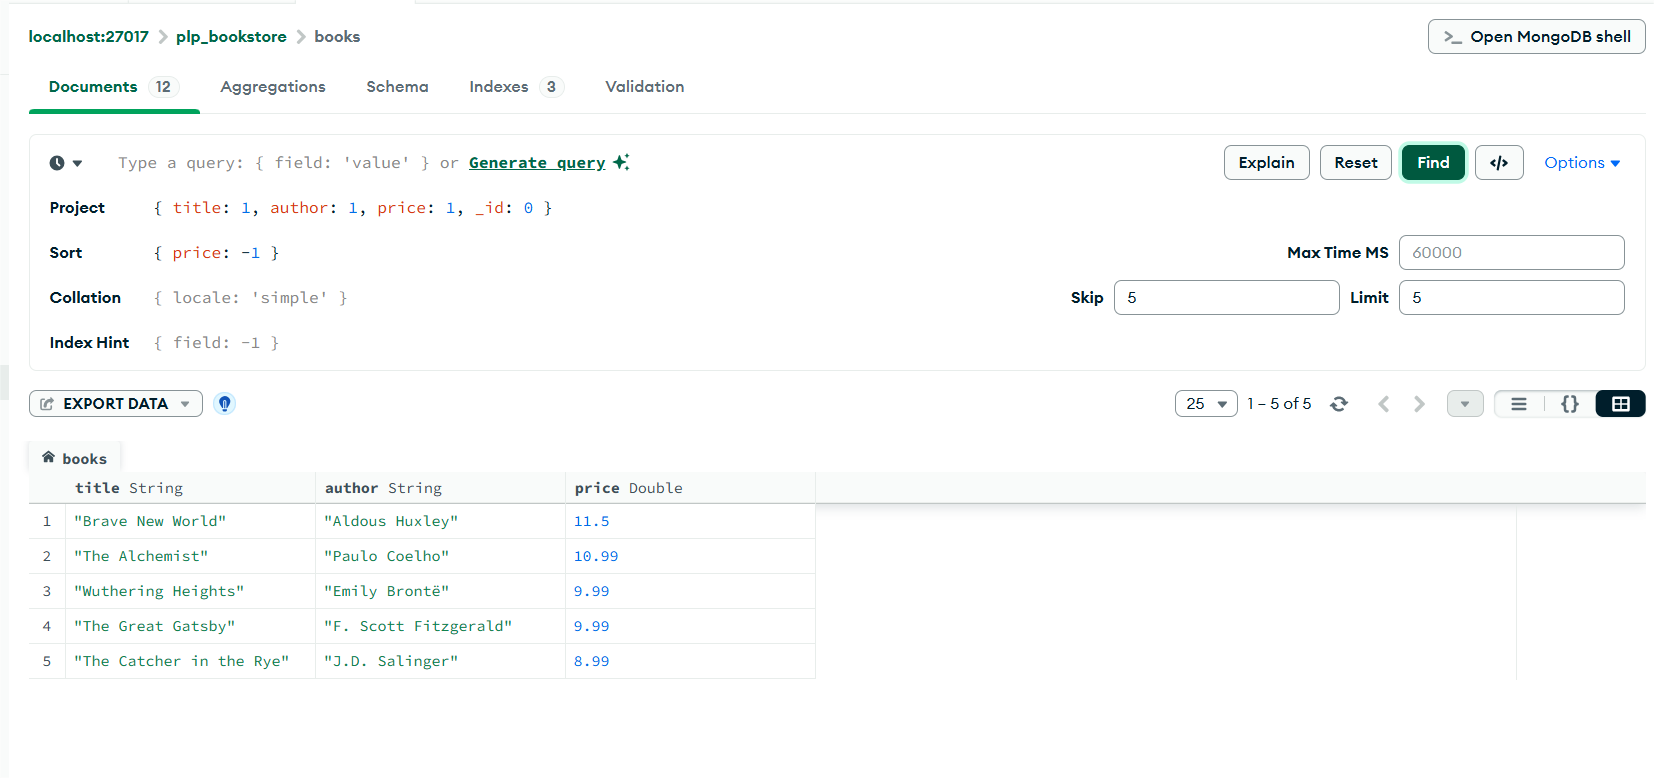 localhost:27017 > plp_bookstore > books
>_ Open MongoDB shell
Documents 12 Aggregations Schema Indexes 3 Validation
Type a query: { field: 'value' } or Generate query
Explain Reset Find </> Options
Project { title: 1, author: 1, price: 1, _id: 0 }
Sort { price: -1 }
Max Time MS 60000
Collation { locale: 'simple' }
Skip 5 Limit 5
Index Hint { field: -1 }
EXPORT DATA
25 1 – 5 of 5 {}
books
title String author String price Double
1 "Brave New World" "Aldous Huxley" 11.5
2 "The Alchemist" "Paulo Coelho" 10.99
3 "Wuthering Heights" "Emily Brontë" 9.99
4 "The Great Gatsby" "F. Scott Fitzgerald" 9.99
5 "The Catcher in the Rye" "J.D. Salinger" 8.99